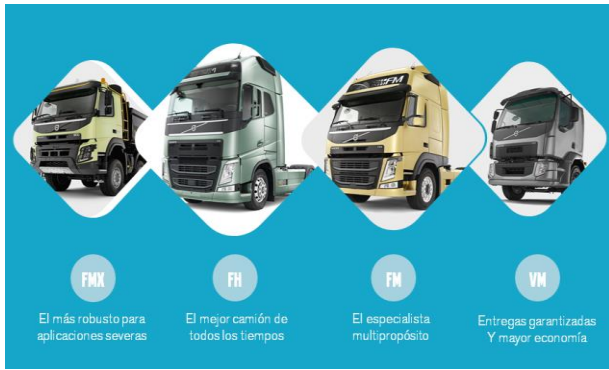 FM
FMX
El más robusto para
aplicaciones severas
FH
El mejor camión de
todos los tiempos
FM
El especialista
multipropósito
VM
Entregas garantizadas
Y mayor economía